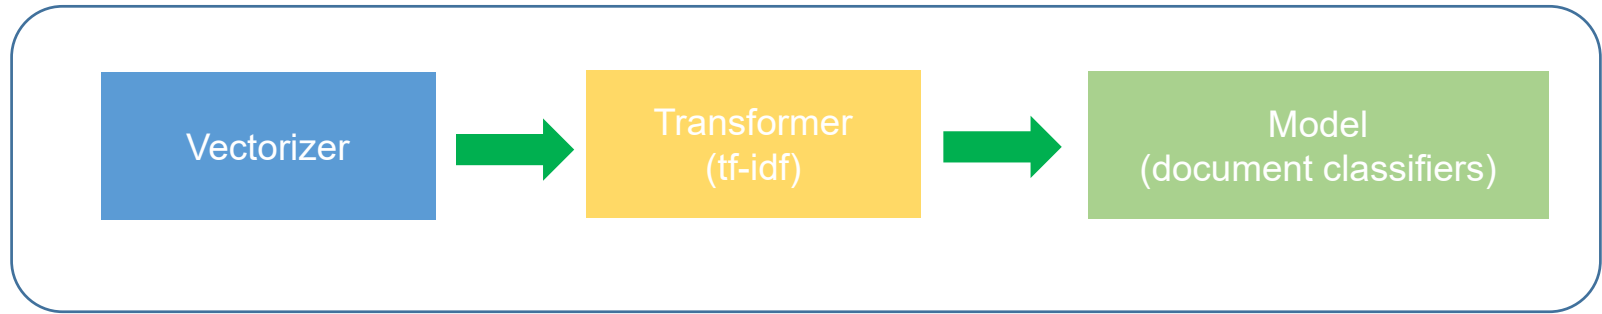 Vectorizer
Transformer
(tf-idf)
Model
(document classifiers)